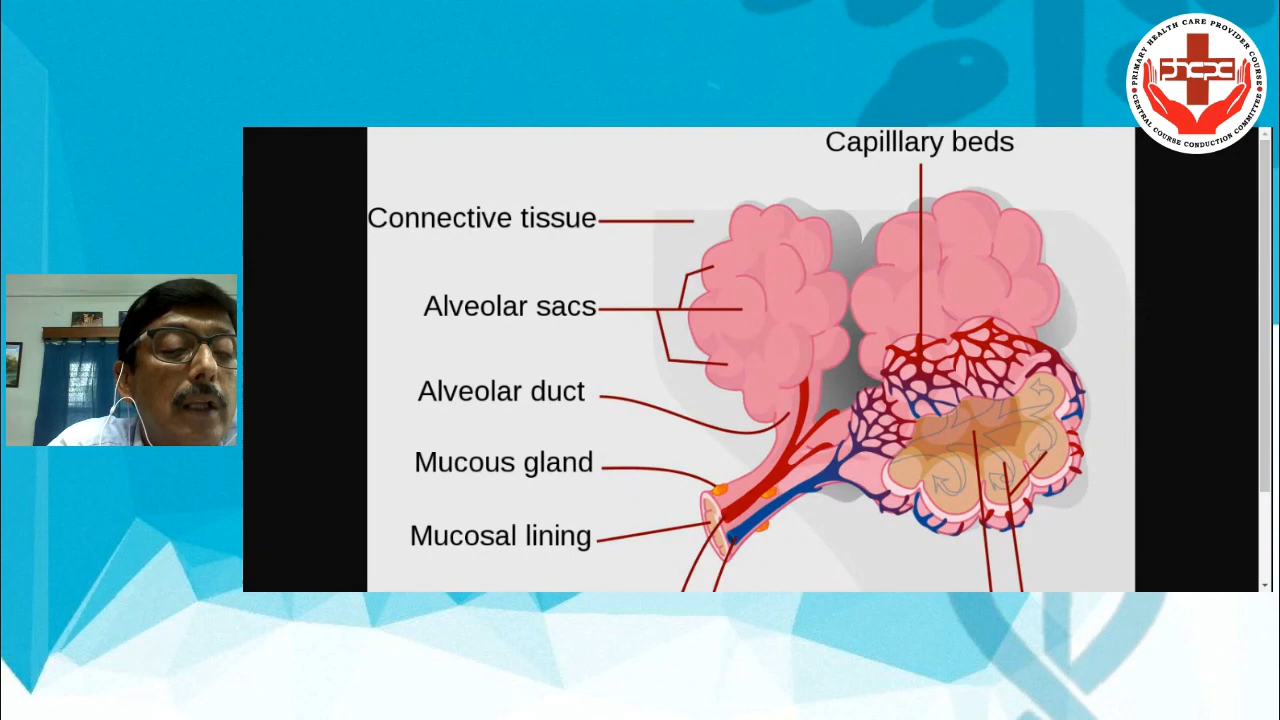 PRIMARY HEALTH CARE PROVIDER COURSE
phcpc
CENTRAL COURSE CONDUCTION COMMITTEE
Capilllary beds
Connective tissue
Alveolar sacs
Alveolar duct
Mucous gland
Mucosal lining